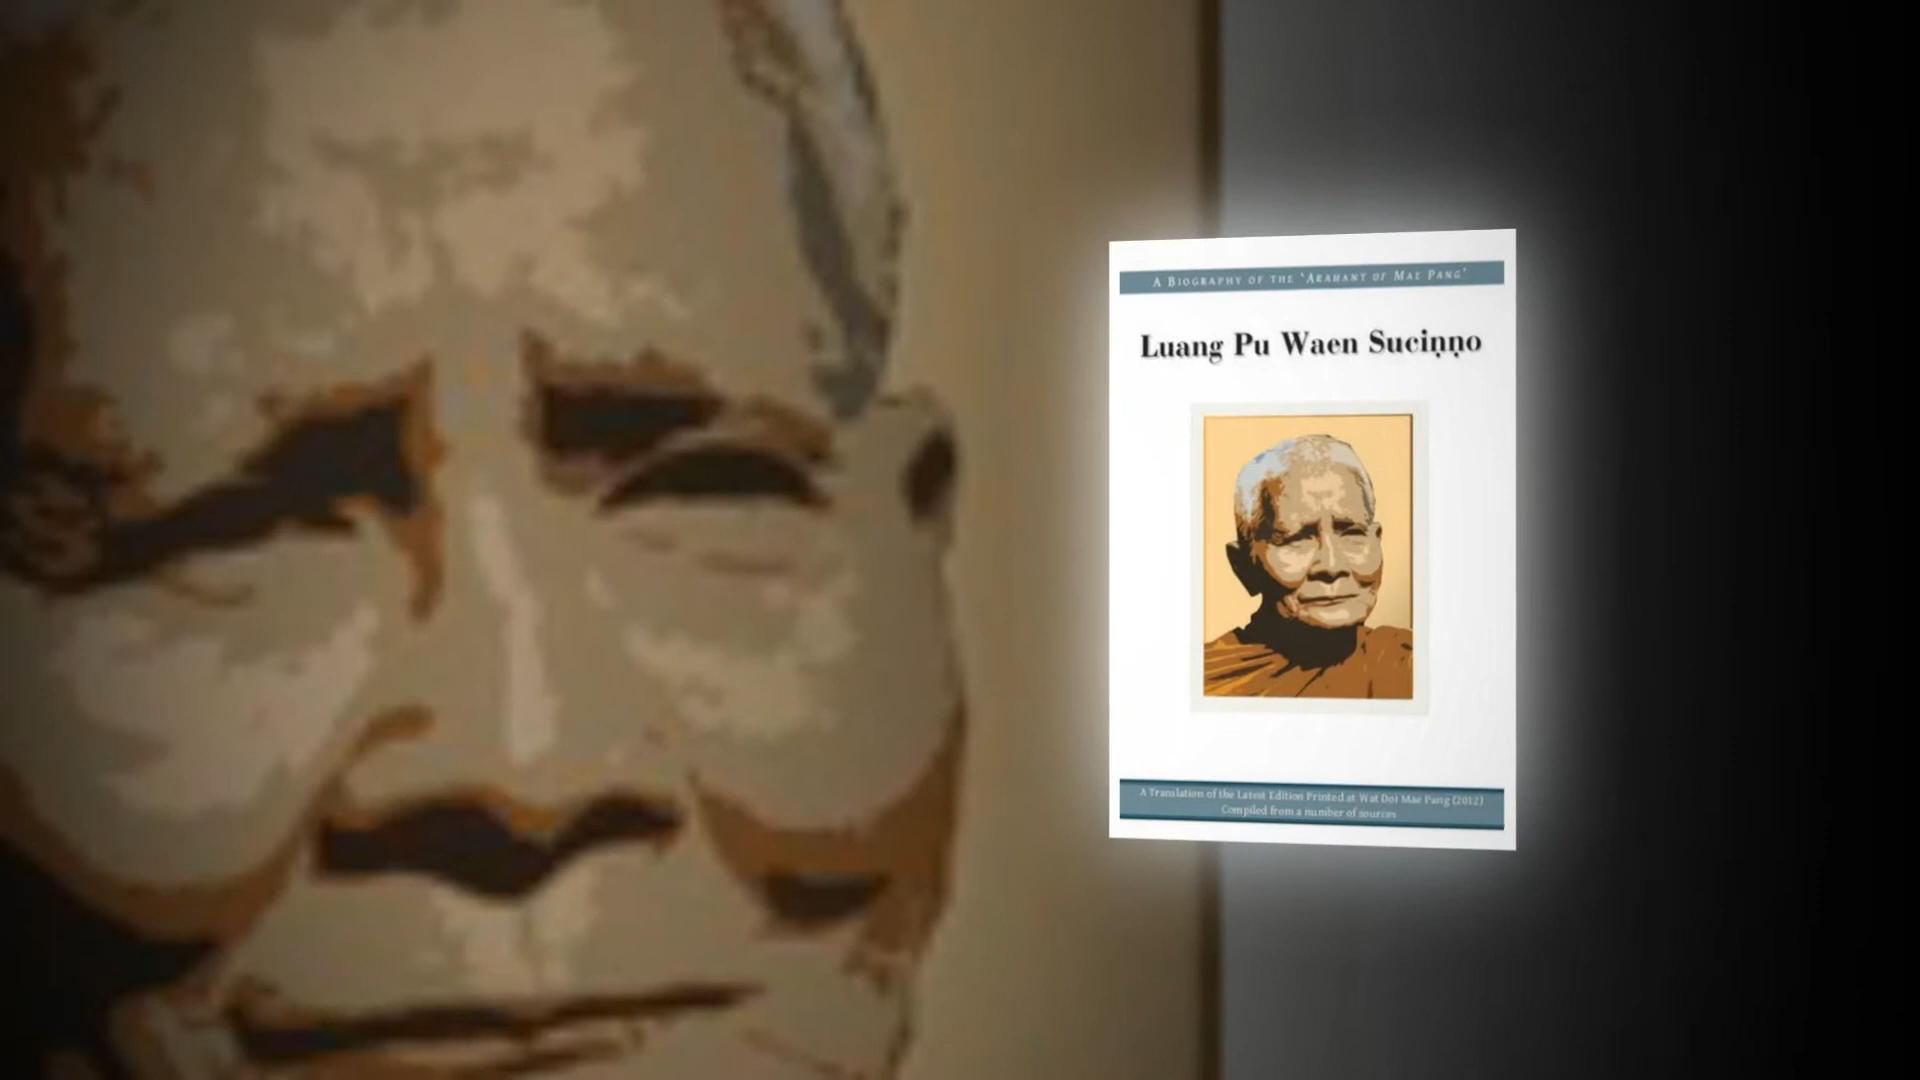 A Biography of the ‘Arahant of Mae Pang’
Luang Pu Waen Suciṇṇo
A Translation of the Latest Edition Printed at Wat Doi Mae Pang (2012)
Compiled from a number of sources